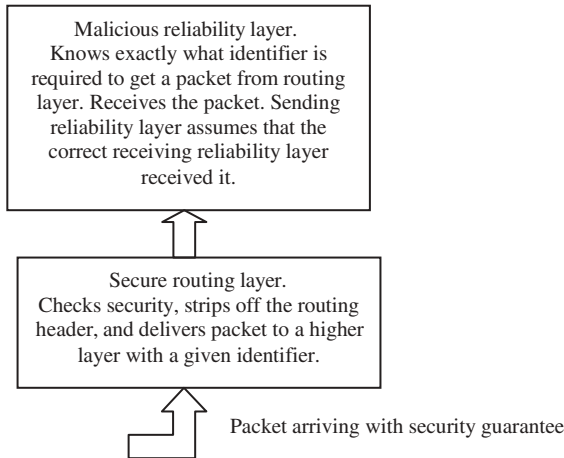 Malicious reliability layer.
Knows exactly what identifier is
required to get a packet from routing
layer. Receives the packet. Sending
reliability layer assumes that the
correct receiving reliability layer
received it.
Secure routing layer.
Checks security, strips off the routing
header, and delivers packet to a higher
layer with a given identifier.
Packet arriving with security guarantee